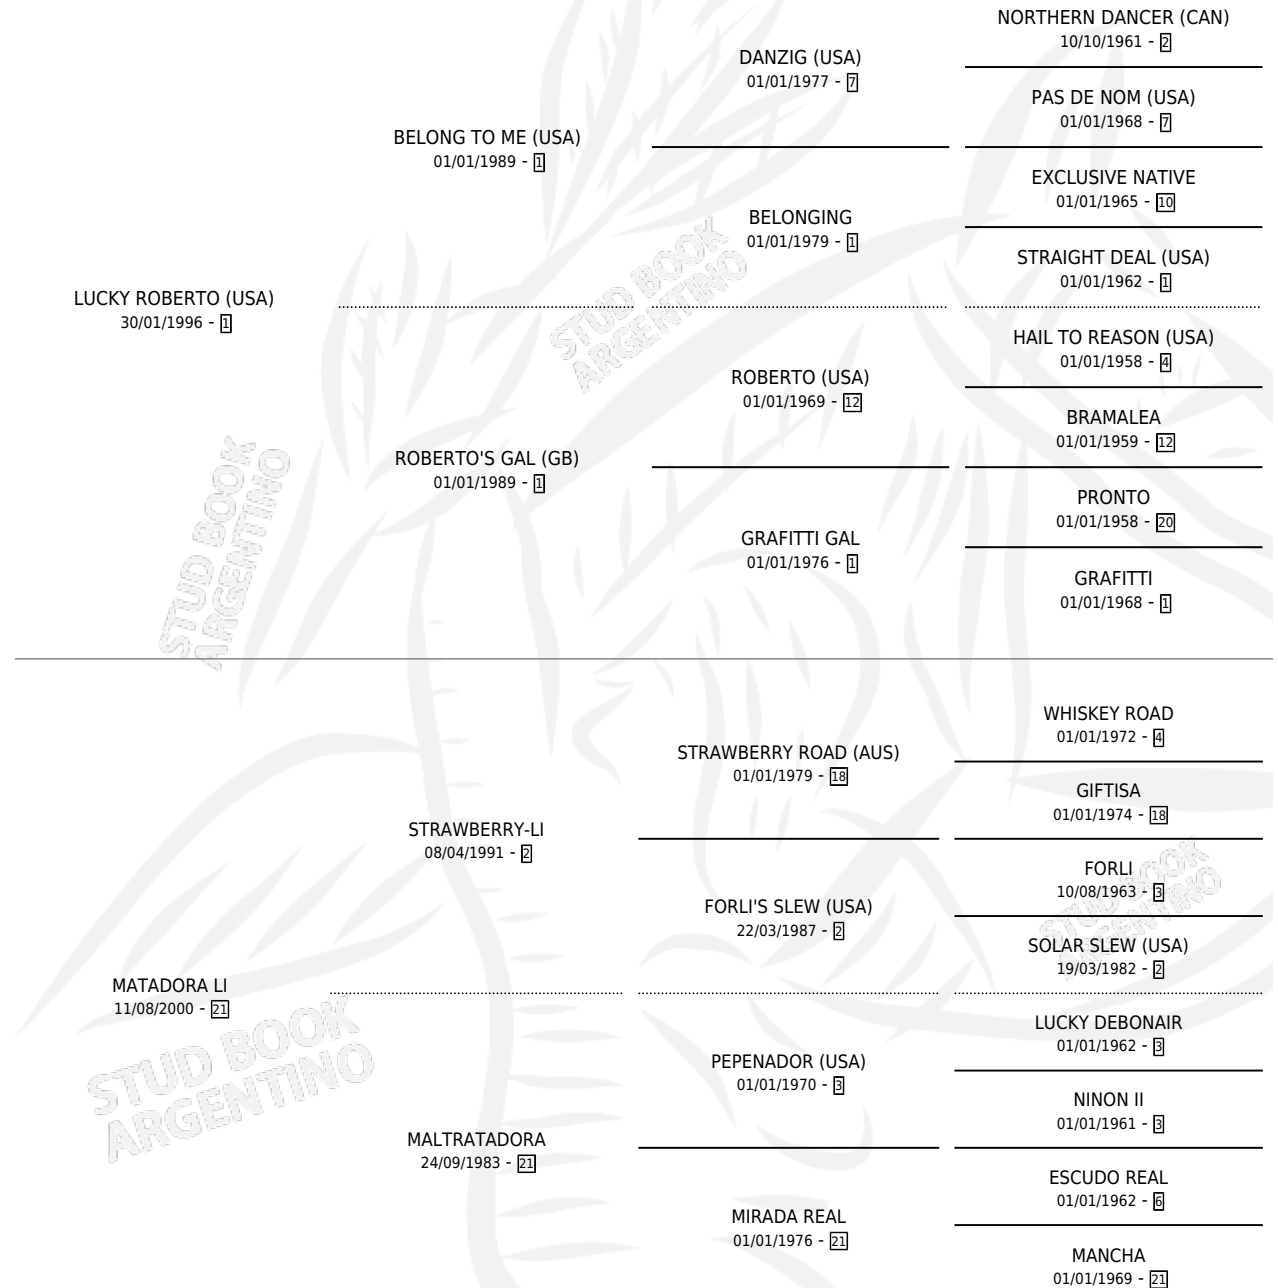 NORTHERN DANCER (CAN)
10/10/1961 - 2
DANZIG (USA)
01/01/1977 - 7
PAS DE NOM (USA)
01/01/1968 - 7
BELONG TO ME (USA)
01/01/1989 - 1
EXCLUSIVE NATIVE
01/01/1965 - 10
BELONGING
01/01/1979 - 1
STRAIGHT DEAL (USA)
01/01/1962 - 1
STUD BOOK
ARGENTINO
LUCKY ROBERTO (USA)
30/01/1996 - 1
HAIL TO REASON (USA)
01/01/1958 - 4
ROBERTO (USA)
01/01/1969 - 12
BRAMALEA
01/01/1959 - 12
ROBERTO'S GAL (GB)
01/01/1989 - 1
PRONTO
01/01/1958 - 20
GRAFITTI GAL
01/01/1976 - 1
GRAFITTI
01/01/1968 - 1
STUD BOOK
ARGENTINO
WHISKEY ROAD
01/01/1972 - 4
STRAWBERRY ROAD (AUS)
01/01/1979 - 18
GIFTISA
01/01/1974 - 18
STRAWBERRY-LI
08/04/1991 - 2
FORLI
10/08/1963 - 3
FORLI'S SLEW (USA)
22/03/1987 - 2
SOLAR SLEW (USA)
19/03/1982 - 2
STUD BOOK
ARGENTINO
MATADORA LI
11/08/2000 - 21
LUCKY DEBONAIR
01/01/1962 - 3
PEPENADOR (USA)
01/01/1970 - 3
NINON II
01/01/1961 - 3
STUD BOOK
ARGENTINO
MALTRATADORA
24/09/1983 - 21
ESCUDO REAL
01/01/1962 - 6
MIRADA REAL
01/01/1976 - 21
MANCHA
01/01/1969 - 21